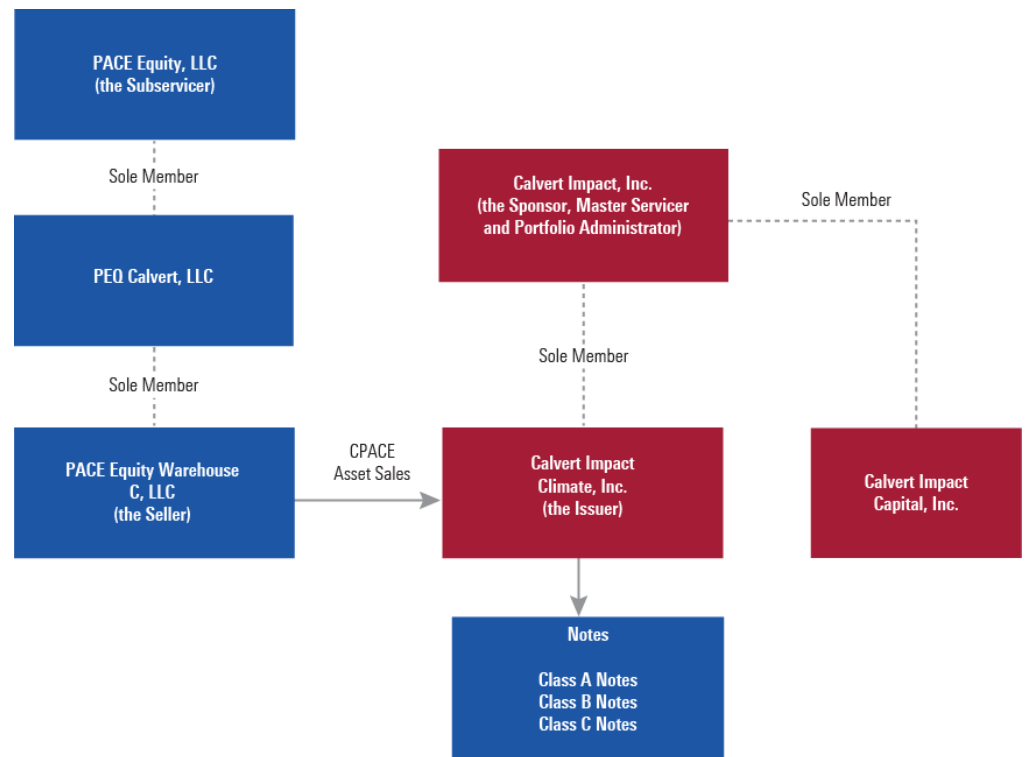 PACE Equity, LLC
(the Subservicer)
Sole Member
PEQ Calvert, LLC
Sole Member
PACE Equity Warehouse
C, LLC
(the Seller)
CPACE
Asset Sales
Calvert Impact, Inc.
(the Sponsor, Master Servicer
and Portfolio Administrator)
Sole Member
Sole Member
Calvert Impact
Climate, Inc.
(the Issuer)
Calvert Impact
Capital, Inc.
Notes
Class A Notes
Class B Notes
Class C Notes